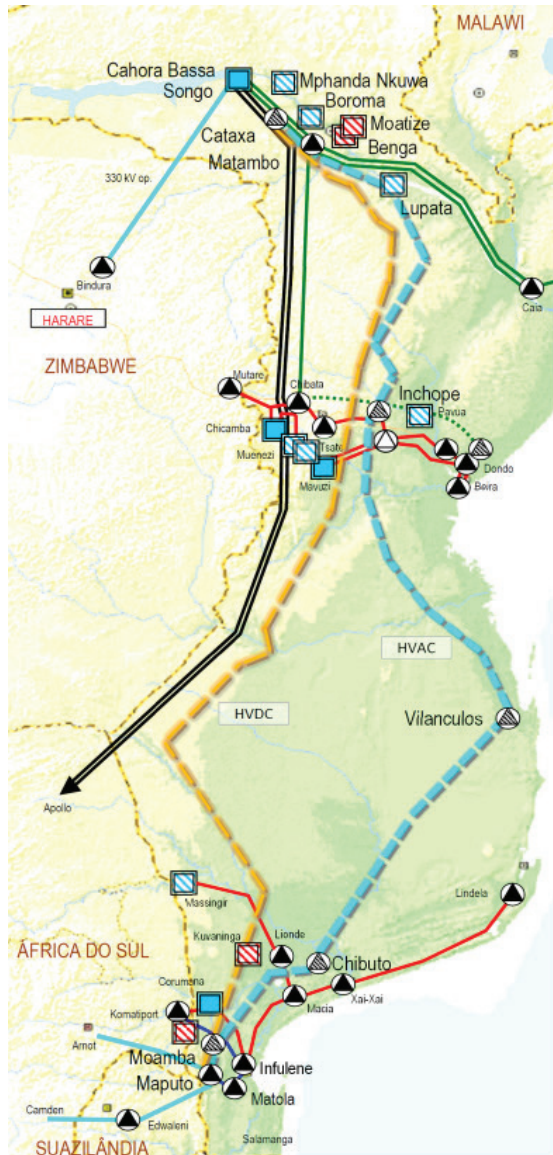 MALAWI
Cahora Bassa
Songo
Mphanda Nkuwa
Boroma
Moatize
Cataxa
Benga
Matambo
330 kV op.
Lupata
Bindura
Caia
HARARE
ZIMBABWE
Mutare
Chibata
Inchope
Pavua
Chicamba
Muenezi
Tsate
Dondo
Mavuzi
Beira
HVAC
HVDC
Vilanculos
Apollo
Massingir
Lindela
Lionde
ÁFRICA DO SUL
Kuvaninga
Chibuto
Corumana
Xai-Xai
Komatiport
Macia
Arnot
Moamba
Infulene
Maputo
Matola
Camden
Edwaleni
Salamanga
SUAZILÂNDIA